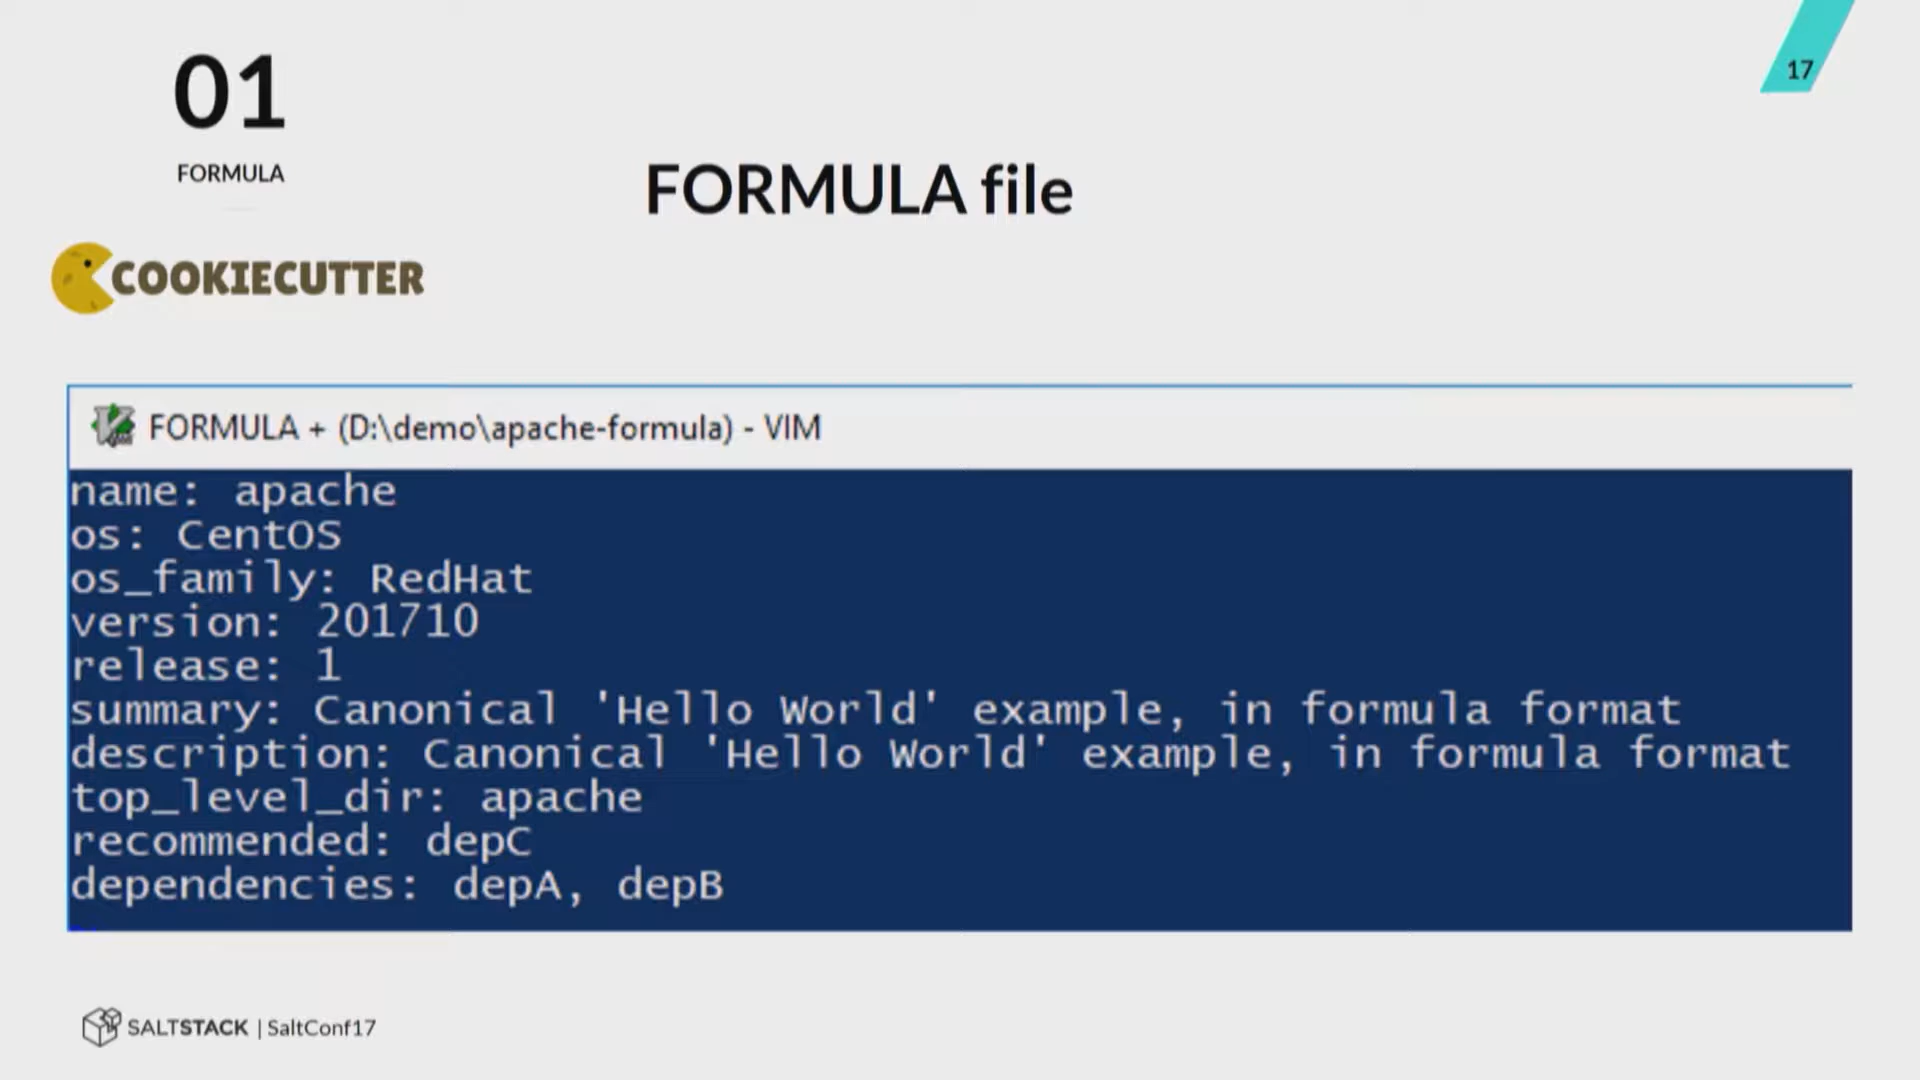 01
17
FORMULA
FORMULA file
COOKIECUTTER
FORMULA + (D:\demo\apache-formula) - VIM
name: apache
os: CentOS
os_family: RedHat
version: 201710
release: 1
summary: Canonical 'Hello World' example, in formula format
description: Canonical 'Hello World' example, in formula format
top_level_dir: apache
recommended: depC
dependencies: depA, depB
SALTSTACK | SaltConf17